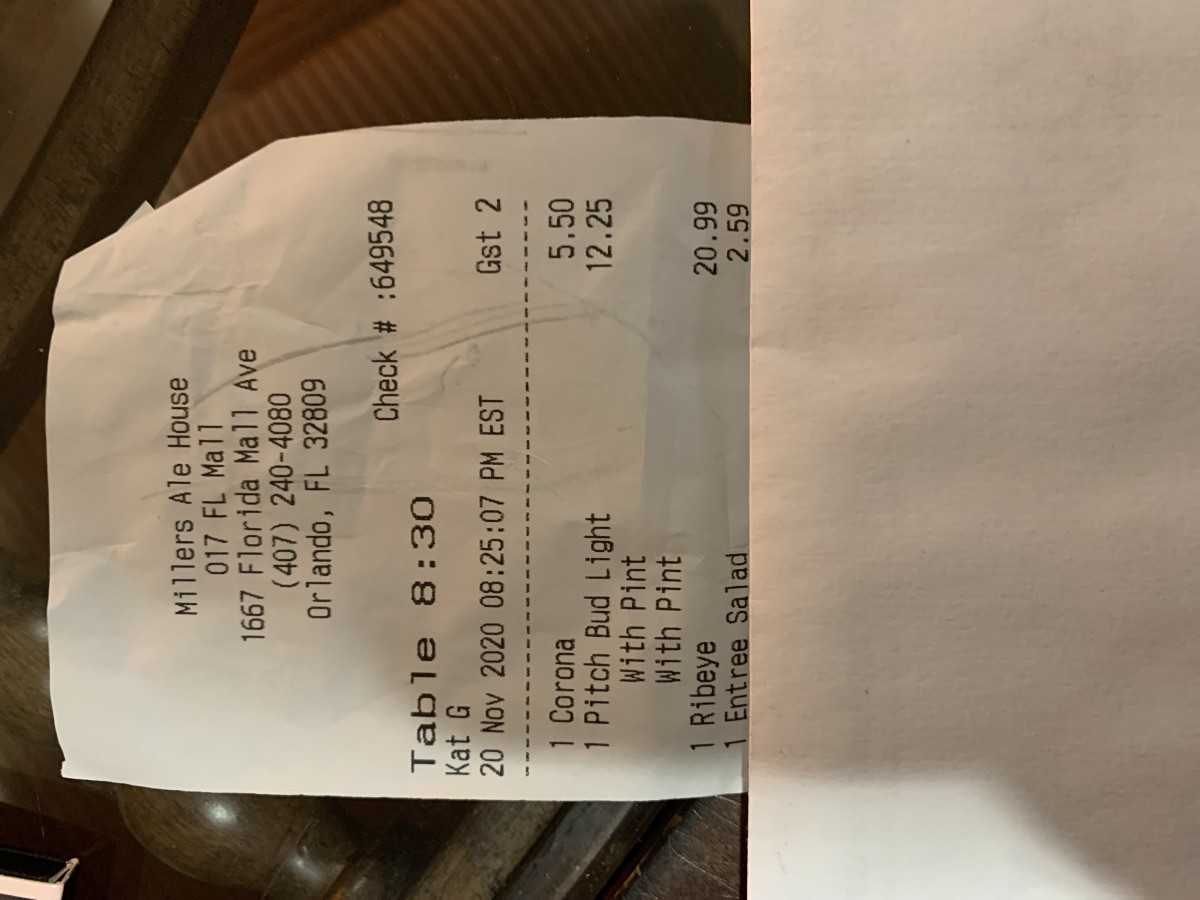 Millers Ale House
017 FL Mall
1667 Florida Mall Ave
(407) 240-4080
Orlando, FL 32809
Check # :649548
Table 8:30
Kat G
20 Nov 2020 08:25:07 PM EST Gst 2
--------------------------------
1 Corona 5.50
1 Pitch Bud Light 12.25
With Pint
With Pint
1 Ribeye 20.99
1 Entree Salad 2.59